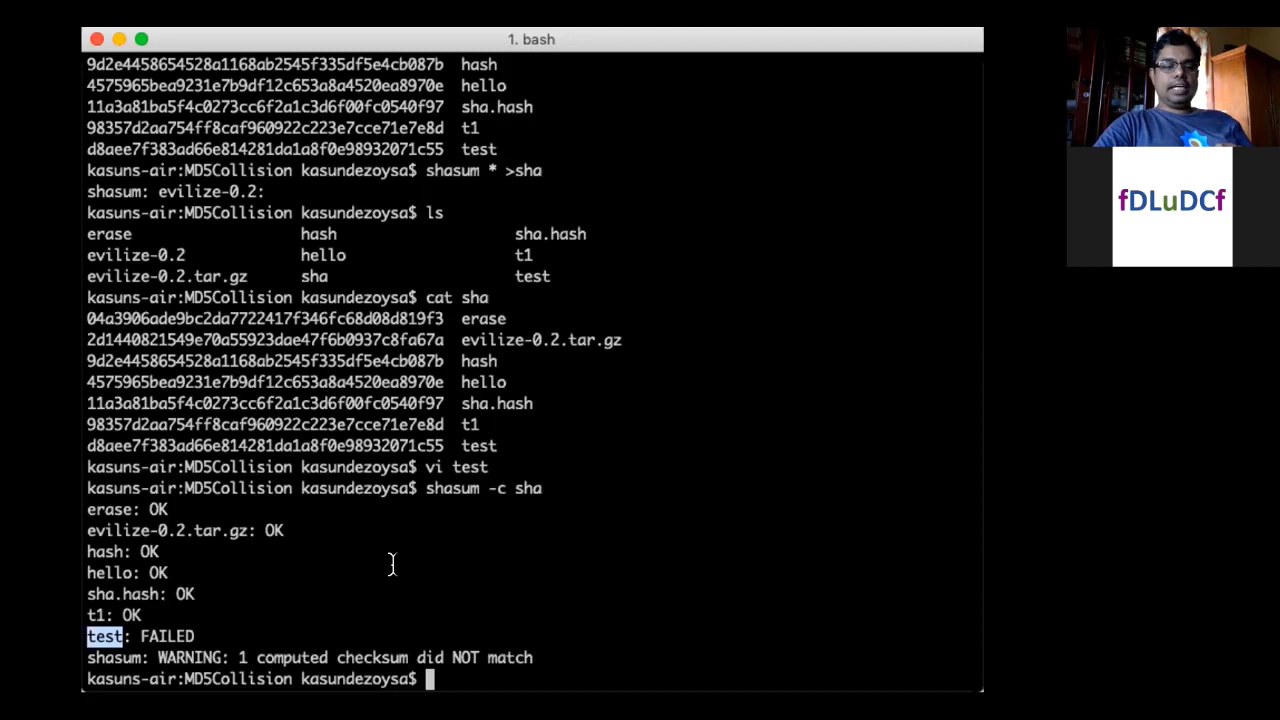 1. bash
9d2e4458654528a1168ab2545f335df5e4cb087b  hash
4575965bea9231e7b9df12c653a8a4520ea8970e  hello
11a3a81ba5f4c0273cc6f2a1c3d6f00fc0540f97  sha.hash
98357d2aa754ff8caf960922c223e7cce71e7e8d  t1
d8aee7f383ad66e814281da1a8f0e98932071c55  test
kasuns-air:MD5Collision kasundezoysa$ shasum * >sha
shasum: evilize-0.2:
kasuns-air:MD5Collision kasundezoysa$ ls
erase hash sha.hash
evilize-0.2 hello t1
evilize-0.2.tar.gz sha test
kasuns-air:MD5Collision kasundezoysa$ cat sha
04a3906ade9bc2da7722417f346fc68d08d819f3  erase
2d1440821549e70a55923dae47f6b0937c8fa67a  evilize-0.2.tar.gz
9d2e4458654528a1168ab2545f335df5e4cb087b  hash
4575965bea9231e7b9df12c653a8a4520ea8970e  hello
11a3a81ba5f4c0273cc6f2a1c3d6f00fc0540f97  sha.hash
98357d2aa754ff8caf960922c223e7cce71e7e8d  t1
d8aee7f383ad66e814281da1a8f0e98932071c55  test
kasuns-air:MD5Collision kasundezoysa$ vi test
kasuns-air:MD5Collision kasundezoysa$ shasum -c sha
erase: OK
evilize-0.2.tar.gz: OK
hash: OK
hello: OK
sha.hash: OK
t1: OK
test: FAILED
shasum: WARNING: 1 computed checksum did NOT match
kasuns-air:MD5Collision kasundezoysa$
fDLuDCf